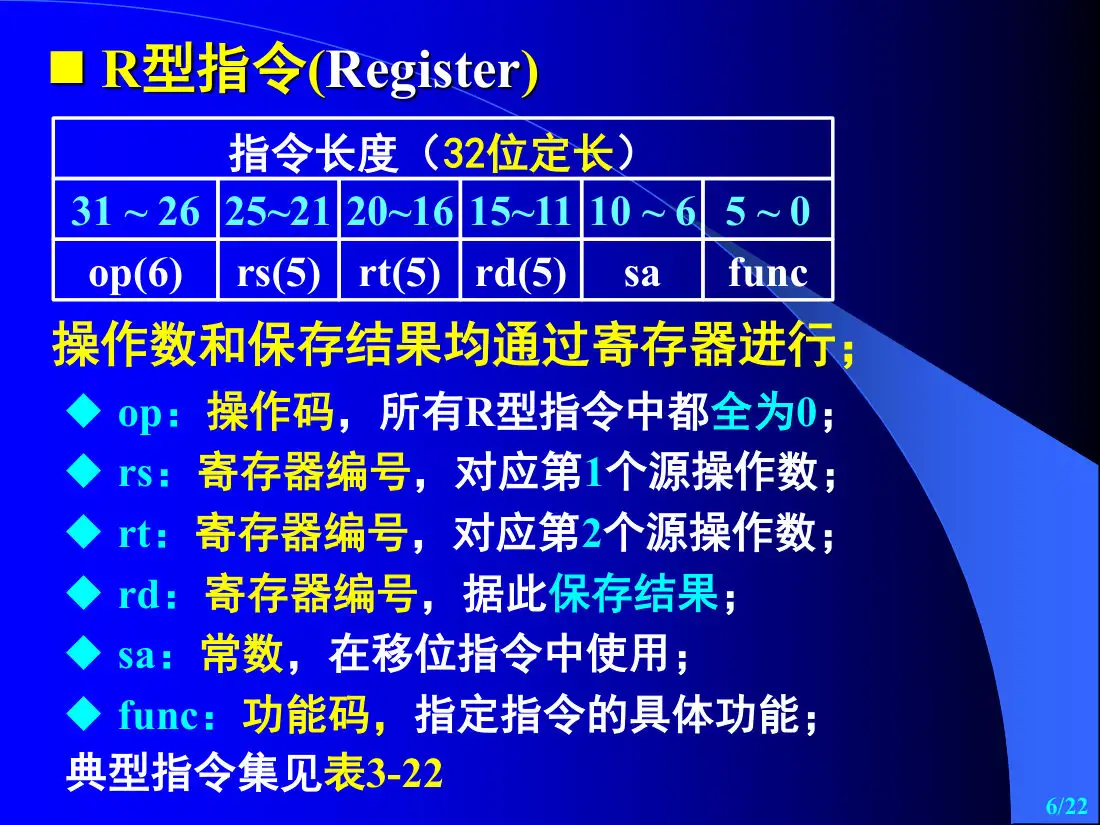 R型指令(Register)
指令长度（32位定长）
31 ~ 26 25~21 20~16 15~11 10 ~ 6 5 ~ 0
op(6) rs(5) rt(5) rd(5) sa func
操作数和保存结果均通过寄存器进行；
op：操作码，所有R型指令中都全为0；
rs：寄存器编号，对应第1个源操作数；
rt：寄存器编号，对应第2个源操作数；
rd：寄存器编号，据此保存结果；
sa：常数，在移位指令中使用；
func：功能码，指定指令的具体功能；
典型指令集见表3-22
6/22